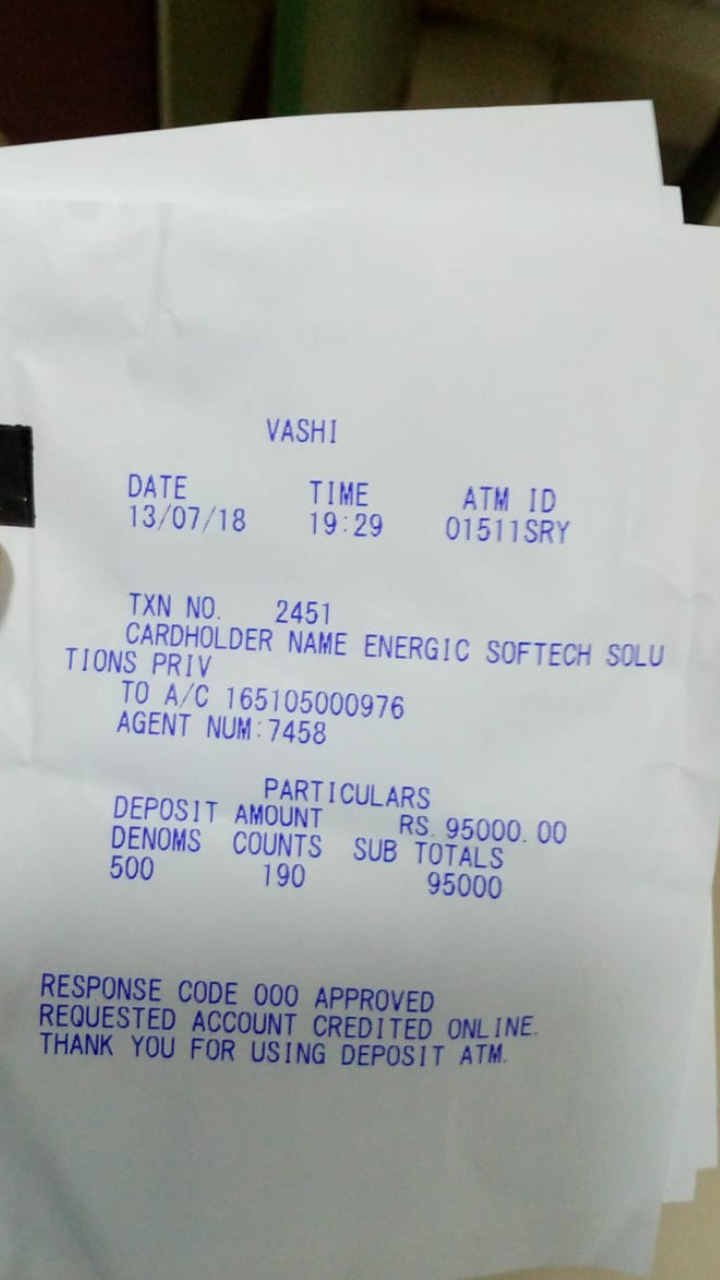 VASHI
DATE TIME ATM ID
13/07/18 19:29 01511SRY
TXN NO. 2451
CARDHOLDER NAME ENERGIC SOFTECH SOLU
TIONS PRIV
TO A/C 165105000976
AGENT NUM:7458
PARTICULARS
DEPOSIT AMOUNT RS. 95000.00
DENOMS COUNTS SUB TOTALS
500 190 95000
RESPONSE CODE 000 APPROVED
REQUESTED ACCOUNT CREDITED ONLINE.
THANK YOU FOR USING DEPOSIT ATM.